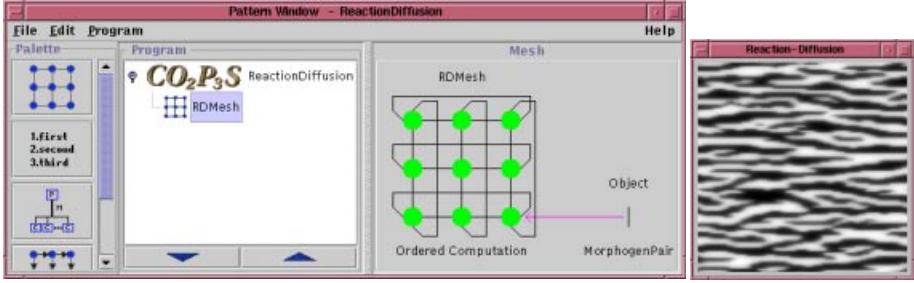 Pattern Window - ReactionDiffusion
File Edit Program Help
Palette
Program
Mesh
1.first
2.second
3.third
P
M
C C C
CO2P3S ReactionDiffusion
RDMesh
RDMesh
Object
Ordered Computation
MorphogenPair
Reaction-Diffusion